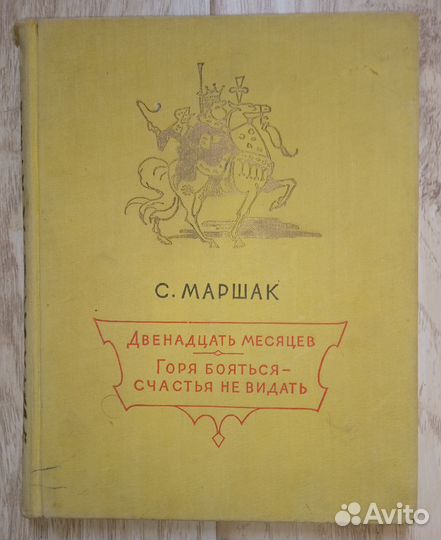 С. МАРШАК
ДВЕНАДЦАТЬ МЕСЯЦЕВ
ГОРЯ БОЯТЬСЯ–
СЧАСТЬЯ НЕ ВИДАТЬ
Avito